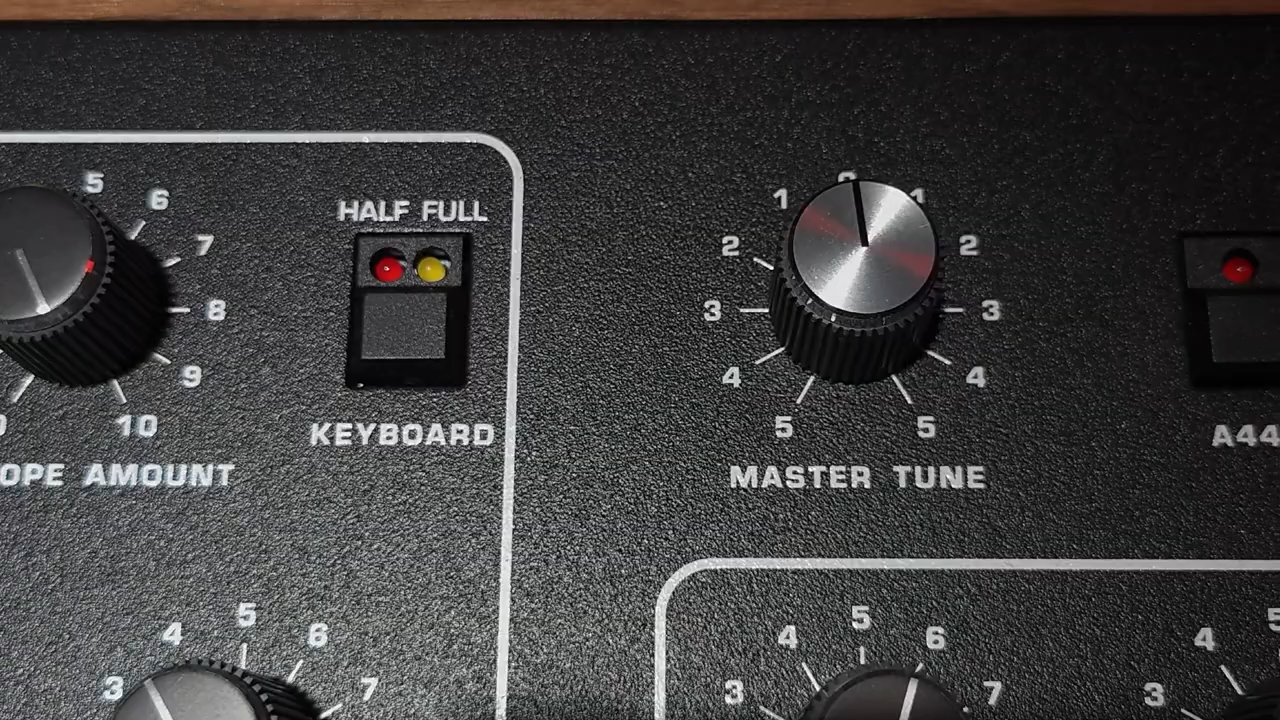 5
6
7
8
9
10
OPE AMOUNT
HALF FULL
KEYBOARD
0
1 1
2 2
3 3
4 4
5 5
MASTER TUNE
A44
3 4 5 6 7
3 4 5 6 7
3 4 5